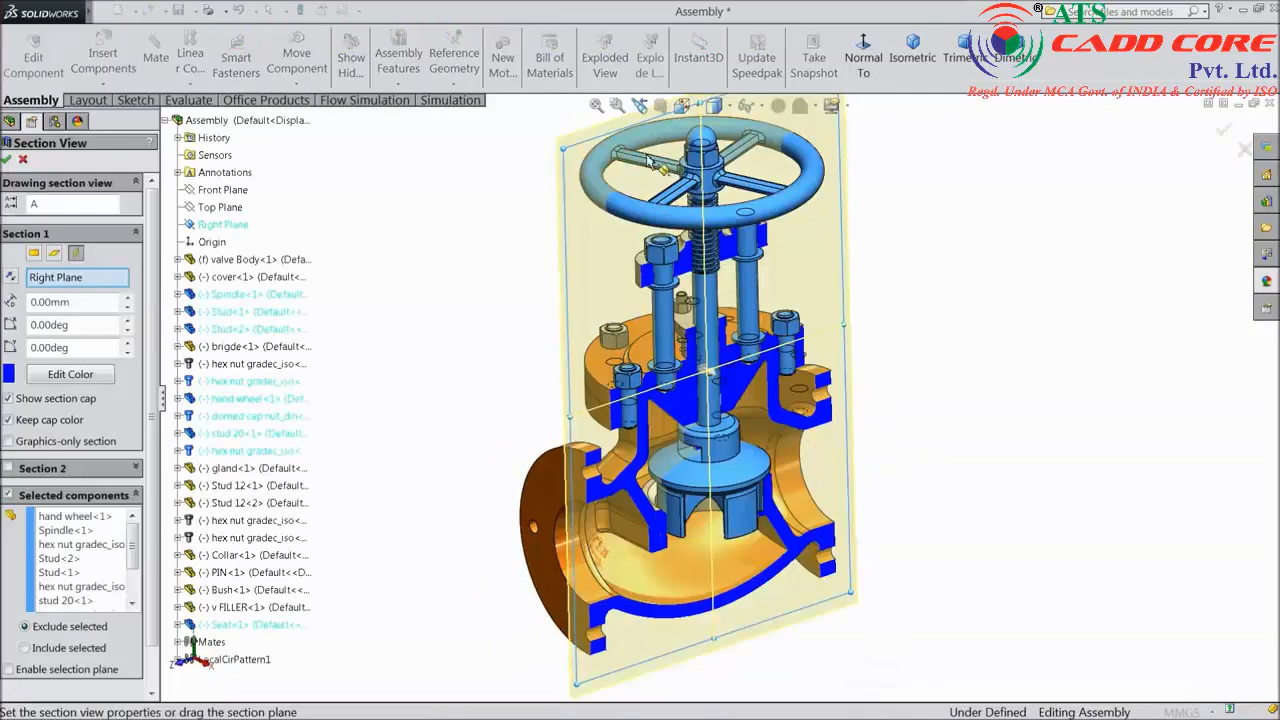 SOLIDWORKS
Assembly *
Search files and models
®
ATS
CADD CORE
Pvt. Ltd.
Regd. Under MCA Govt. of INDIA & Certified by ISO
Edit Component
Insert Components
Mate
Linea r Co...
Smart Fasteners
Move Component
Show Hid...
Assembly Features
Reference Geometry
New Mot...
Bill of Materials
Exploded View
Explo de L...
Instant3D
Update Speedpak
Take Snapshot
Normal To
Isometric
Trimetric
Dimetric
Assembly
Layout
Sketch
Evaluate
Office Products
Flow Simulation
Simulation
Section View
?
Drawing section view
A
Section 1
Right Plane
0.00mm
0.00deg
0.00deg
Edit Color
Show section cap
Keep cap color
Graphics-only section
Section 2
Selected components
hand wheel<1>
Spindle<1>
hex nut gradec_iso
Stud<2>
Stud<1>
hex nut gradec_iso
stud 20<1>
Exclude selected
Include selected
Enable selection plane
Assembly (Default<Displa...
History
Sensors
Annotations
Front Plane
Top Plane
Right Plane
Origin
(f) valve Body<1> (Defa...
(-) cover<1> (Default<...
(-) Spindle<1> (Default...
(-) Stud<1> (Default<...
(-) Stud<2> (Default<...
(-) brigde<1> (Default<...
(-) hex nut gradec_iso<...
(-) hex nut gradec_iso<
(-) hand wheel<1> (Def...
(-) domed cap nut_din-...
(-) stud 20<1> (Default...
(-) hex nut gradec_iso<
(-) gland<1> (Default<...
(-) Stud 12<1> (Default...
(-) Stud 12<2> (Default...
(-) hex nut gradec_iso<...
(-) hex nut gradec_iso<...
(-) Collar<1> (Default<...
(-) PIN<1> (Default<<D...
(-) Bush<1> (Default<...
(-) v FILLER<1> (Default...
(-) Seat<1> (Default<...
Mates
LocalCirPattern1
Z
X
Set the section view properties or drag the section plane
Under Defined
Editing Assembly
MMGS